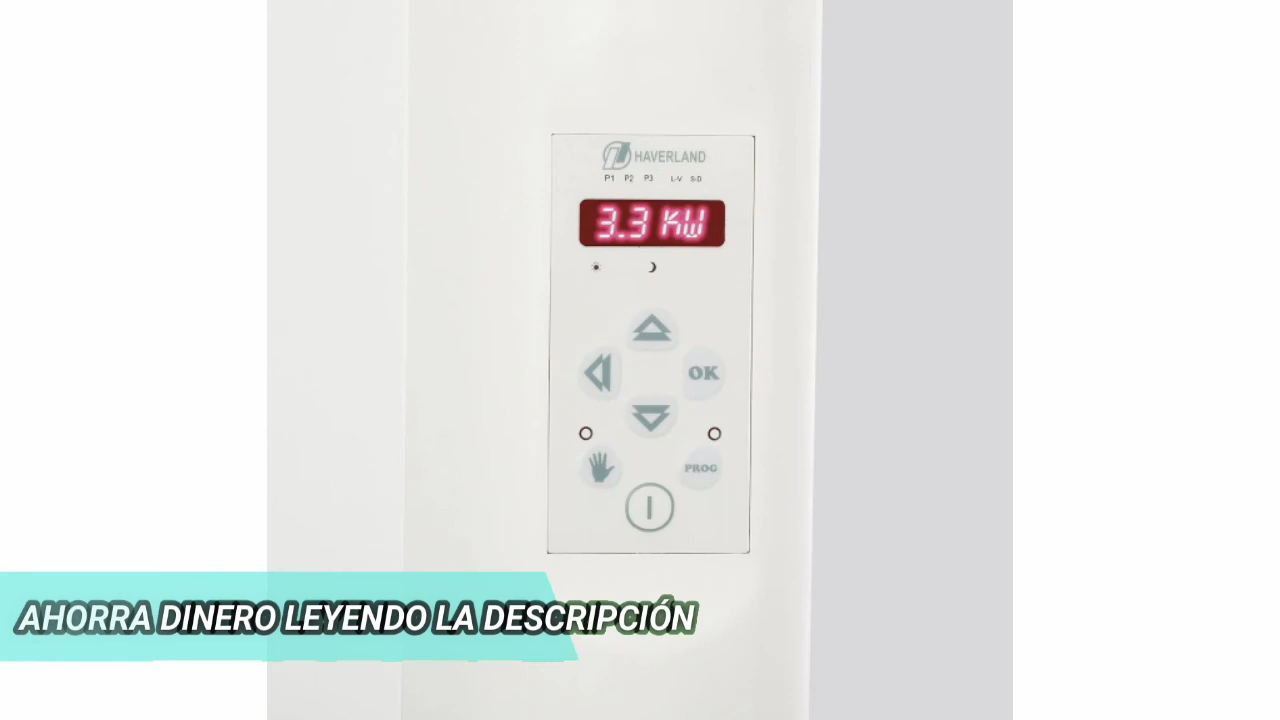 HAVERLAND
P1 P2 P3 L-V S-D
3.3 KW
OK
PROG
AHORRA DINERO LEYENDO LA DESCRIPCIÓN